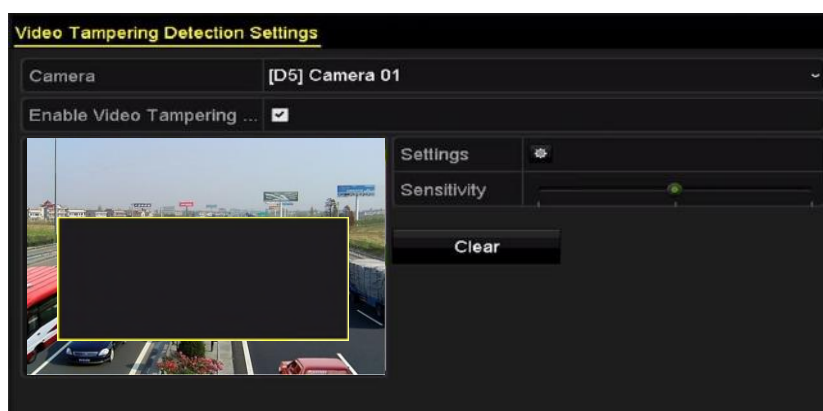 Video Tampering Detection Settings
Camera [D5] Camera 01
Enable Video Tampering ...
Settings
Sensitivity
Clear